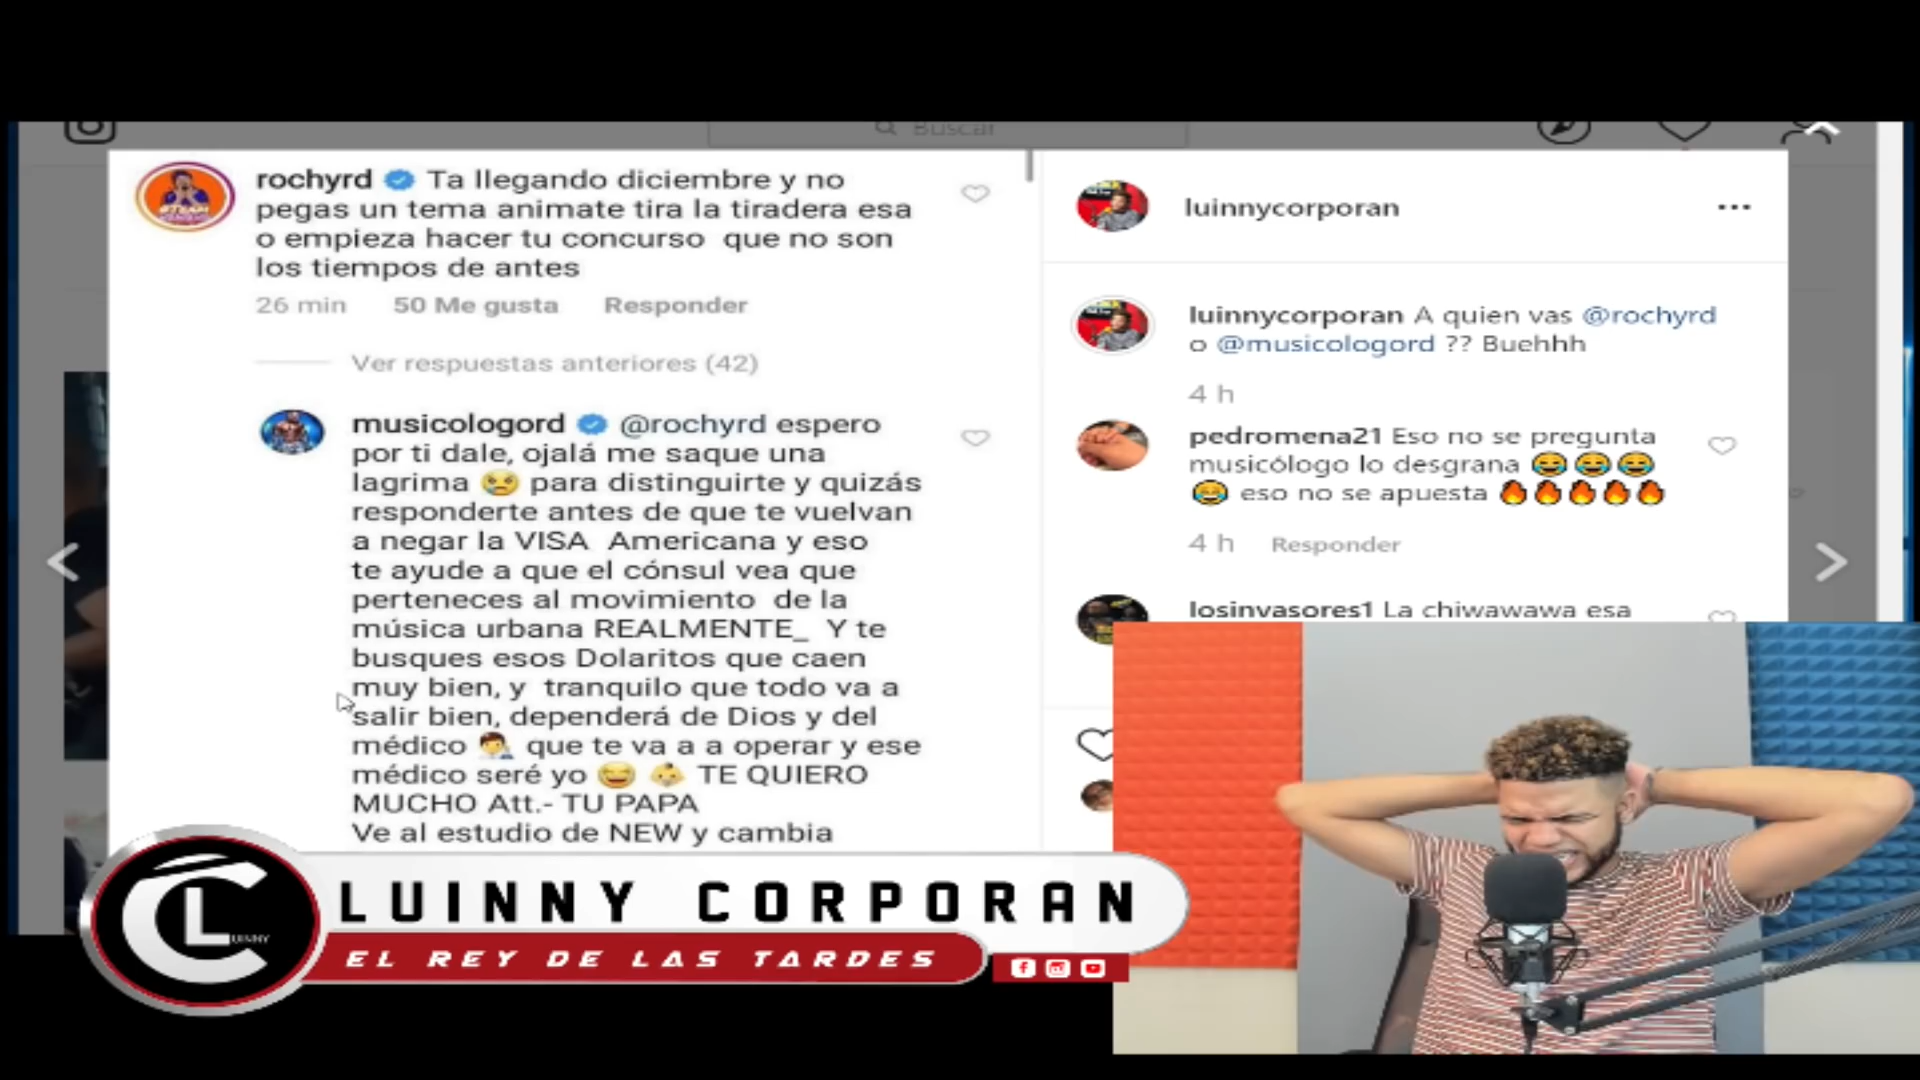 Buscar
rochyrd Ta llegando diciembre y no
pegas un tema animate tira la tiradera esa
o empieza hacer tu concurso que no son
los tiempos de antes
26 min 50 Me gusta Responder
Ver respuestas anteriores (42)
musicologord @rochyrd espero
por ti dale, ojalá me saque una
lagrima 😢 para distinguirte y quizás
responderte antes de que te vuelvan
a negar la VISA Americana y eso
te ayude a que el cónsul vea que
perteneces al movimiento de la
música urbana REALMENTE_ Y te
busques esos Dolaritos que caen
muy bien, y tranquilo que todo va a
salir bien, dependerá de Dios y del
médico 👨‍⚕️ que te va a a operar y ese
médico seré yo 😂 👶 TE QUIERO
MUCHO Att.- TU PAPA
Ve al estudio de NEW y cambia
luinnycorporan
luinnycorporan A quien vas @rochyrd
o @musicologord ?? Buehhh
4 h
pedromena21 Eso no se pregunta
musicólogo lo desgrana 😂😂😂
😂 eso no se apuesta 🔥🔥🔥🔥🔥
4 h Responder
losinvasores1 La chiwawawa esa
CL
UINNY
LUINNY CORPORAN
EL REY DE LAS TARDES